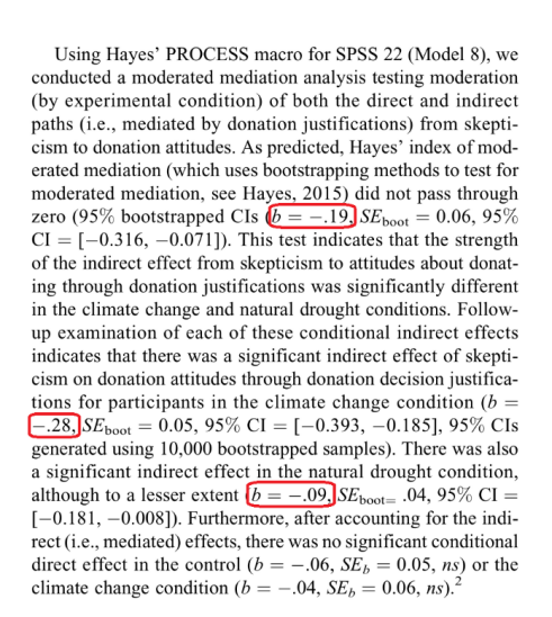 Using Hayes’ PROCESS macro for SPSS 22 (Model 8), we
conducted a moderated mediation analysis testing moderation
(by experimental condition) of both the direct and indirect
paths (i.e., mediated by donation justifications) from skepti-
cism to donation attitudes. As predicted, Hayes’ index of mod-
erated mediation (which uses bootstrapping methods to test for
moderated mediation, see Hayes, 2015) did not pass through
zero (95% bootstrapped CIs (b = −.19, SEboot = 0.06, 95%
CI = [−0.316, −0.071]). This test indicates that the strength
of the indirect effect from skepticism to attitudes about donat-
ing through donation justifications was significantly different
in the climate change and natural drought conditions. Follow-
up examination of each of these conditional indirect effects
indicates that there was a significant indirect effect of skepti-
cism on donation attitudes through donation decision justifica-
tions for participants in the climate change condition (b =
−.28, SEboot = 0.05, 95% CI = [−0.393, −0.185], 95% CIs
generated using 10,000 bootstrapped samples). There was also
a significant indirect effect in the natural drought condition,
although to a lesser extent (b = −.09, SEboot= .04, 95% CI =
[−0.181, −0.008]). Furthermore, after accounting for the indi-
rect (i.e., mediated) effects, there was no significant conditional
direct effect in the control (b = −.06, SEb = 0.05, ns) or the
climate change condition (b = −.04, SEb = 0.06, ns).2